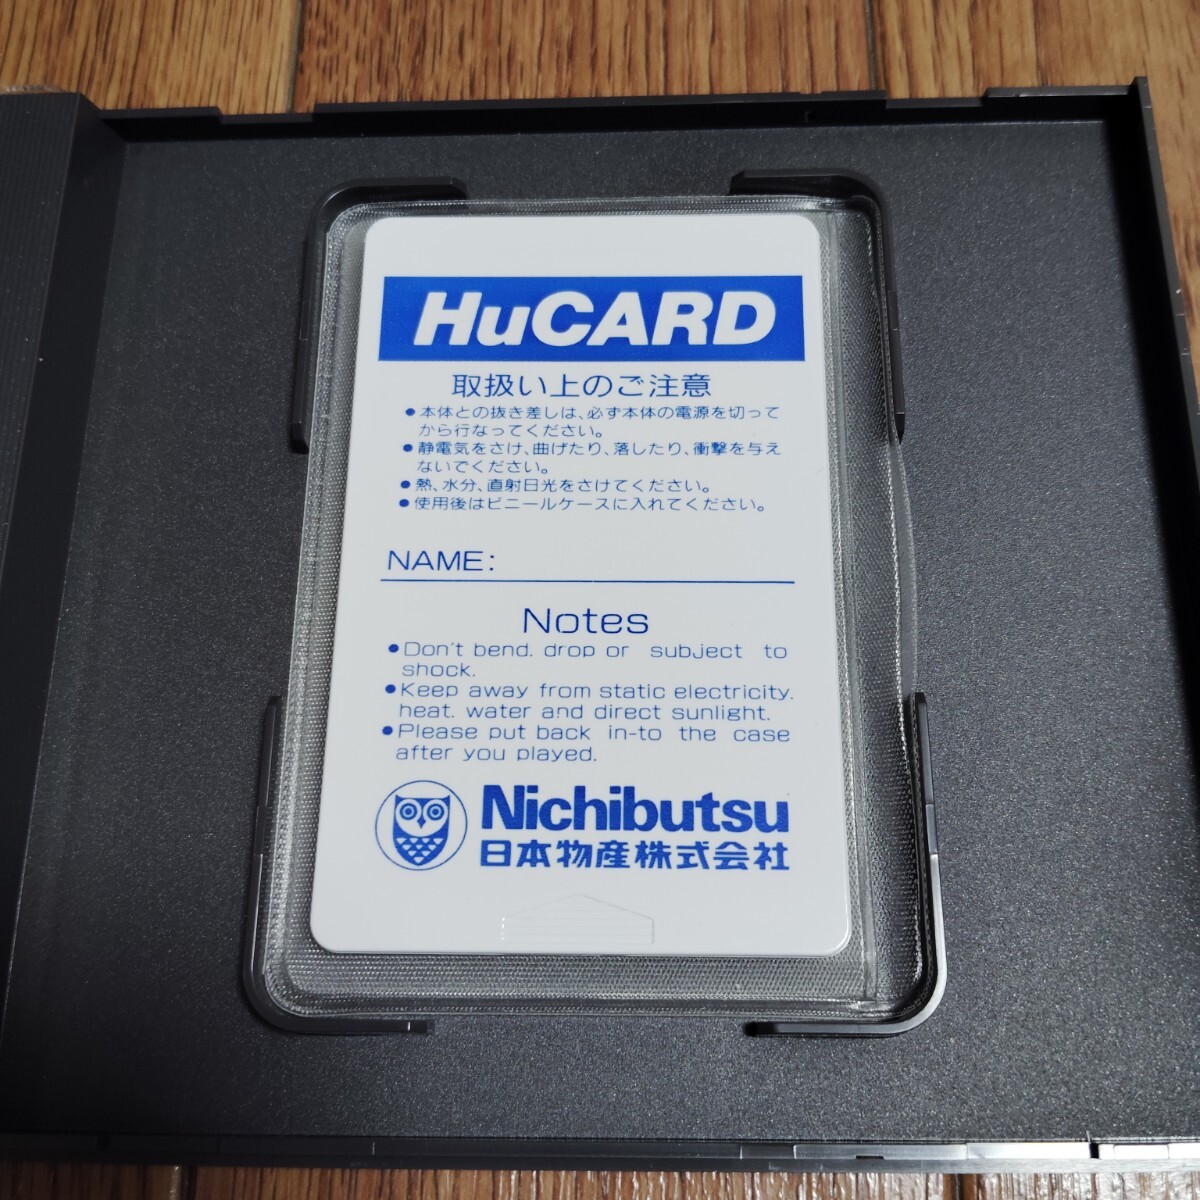 HuCARD
取扱い上のご注意
●本体との抜き差しは、必ず本体の電源を切って
から行なってください。
●静電気をさけ、曲げたり、落したり、衝撃を与え
ないでください。
●熱、水分、直射日光をさけてください。
●使用後はビニールケースに入れてください。
NAME:
Notes
●Don't bend. drop or subject to
shock.
●Keep away from static electricity.
heat. water and direct sunlight.
●Please put back in-to the case
after you played.
Nichibutsu
日本物産株式会社